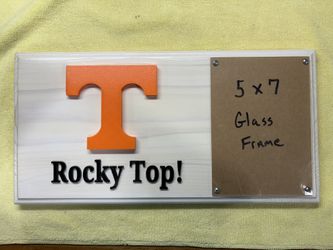 T
Rocky Top!
5 x 7
Glass
Frame